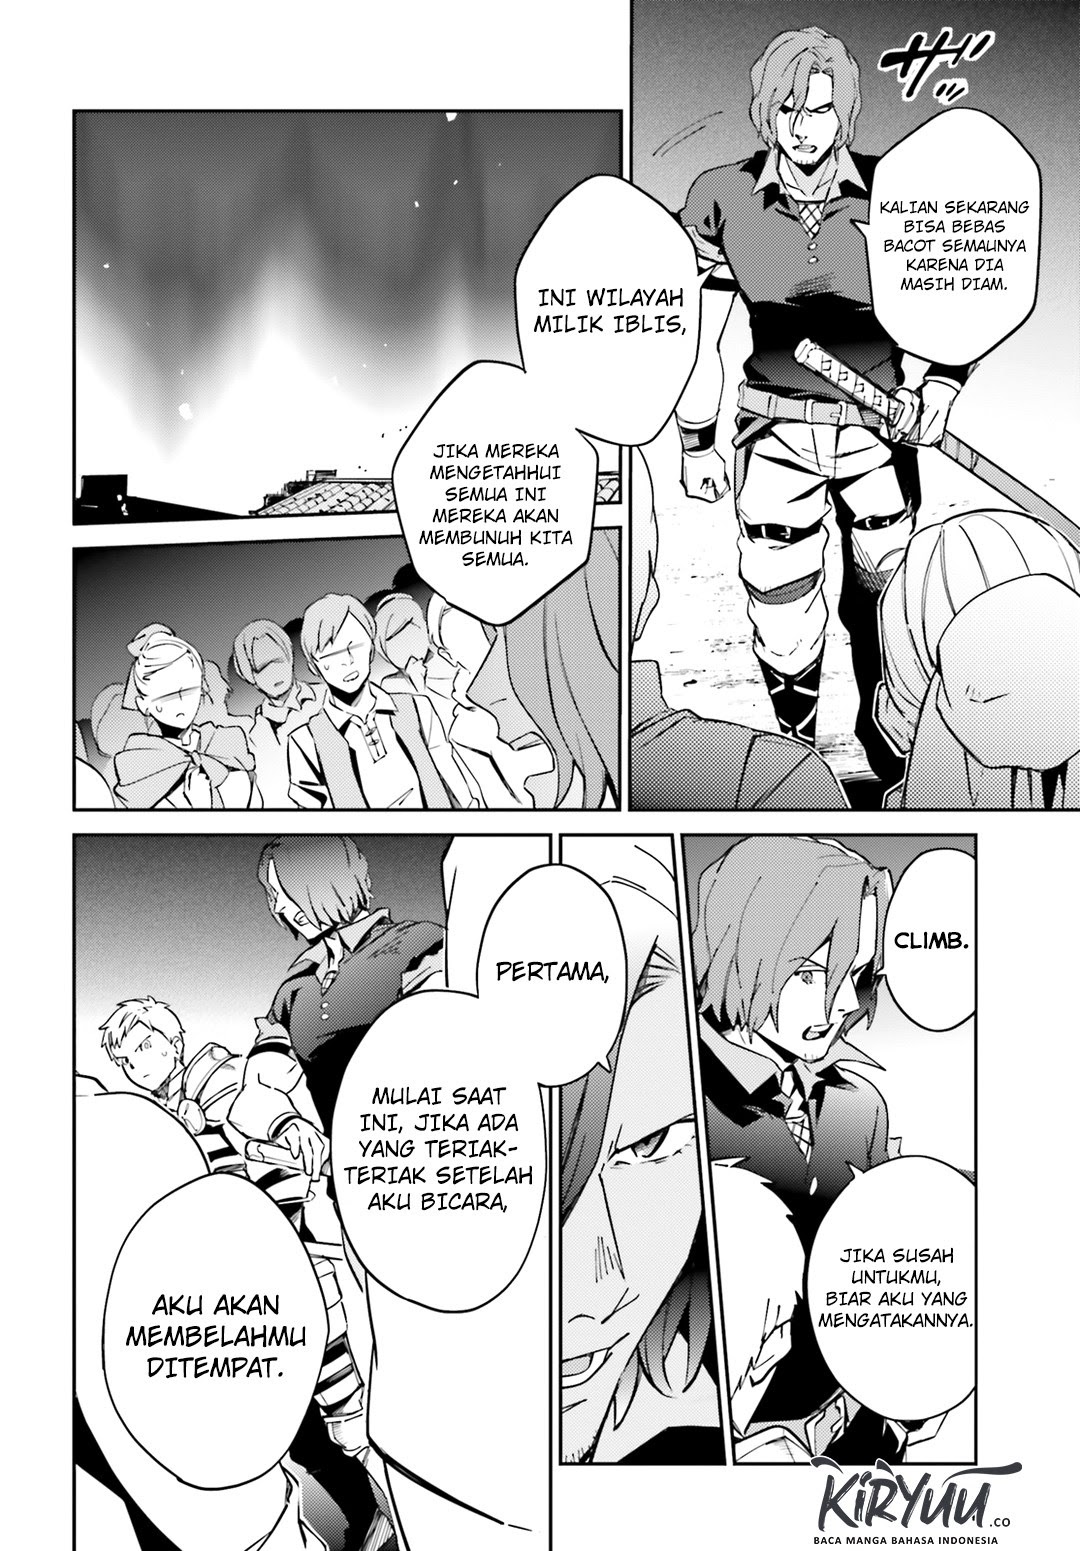 ザッ
KALIAN SEKARANG
BISA BEBAS
BACOT SEMAUNYA
KARENA DIA
MASIH DIAM.
INI WILAYAH
MILIK IBLIS,
JIKA MEREKA
MENGETAHHUI
SEMUA INI
MEREKA AKAN
MEMBUNUH KITA
SEMUA.
CLIMB.
JIKA SUSAH
UNTUKMU,
BIAR AKU YANG
MENGATAKANNYA.
PERTAMA,
MULAI SAAT
INI, JIKA ADA
YANG TERIAK-
TERIAK SETELAH
AKU BICARA,
AKU AKAN
MEMBELAHMU
DITEMPAT.
KiRYUU.co
BACA MANGA BAHASA INDONESIA